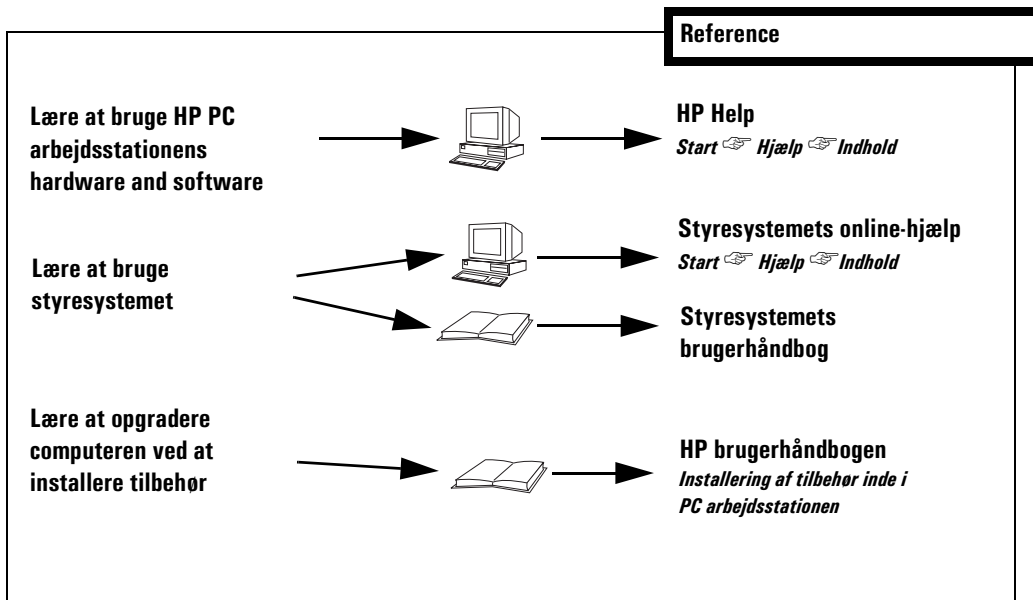 Reference
Lære at bruge HP PC
arbejdsstationens
hardware and software
HP Help
Start ☞ Hjælp ☞ Indhold
Lære at bruge
styresystemet
Styresystemets online-hjælp
Start ☞ Hjælp ☞ Indhold
Styresystemets
brugerhåndbog
Lære at opgradere
computeren ved at
installere tilbehør
HP brugerhåndbogen
Installering af tilbehør inde i
PC arbejdsstationen